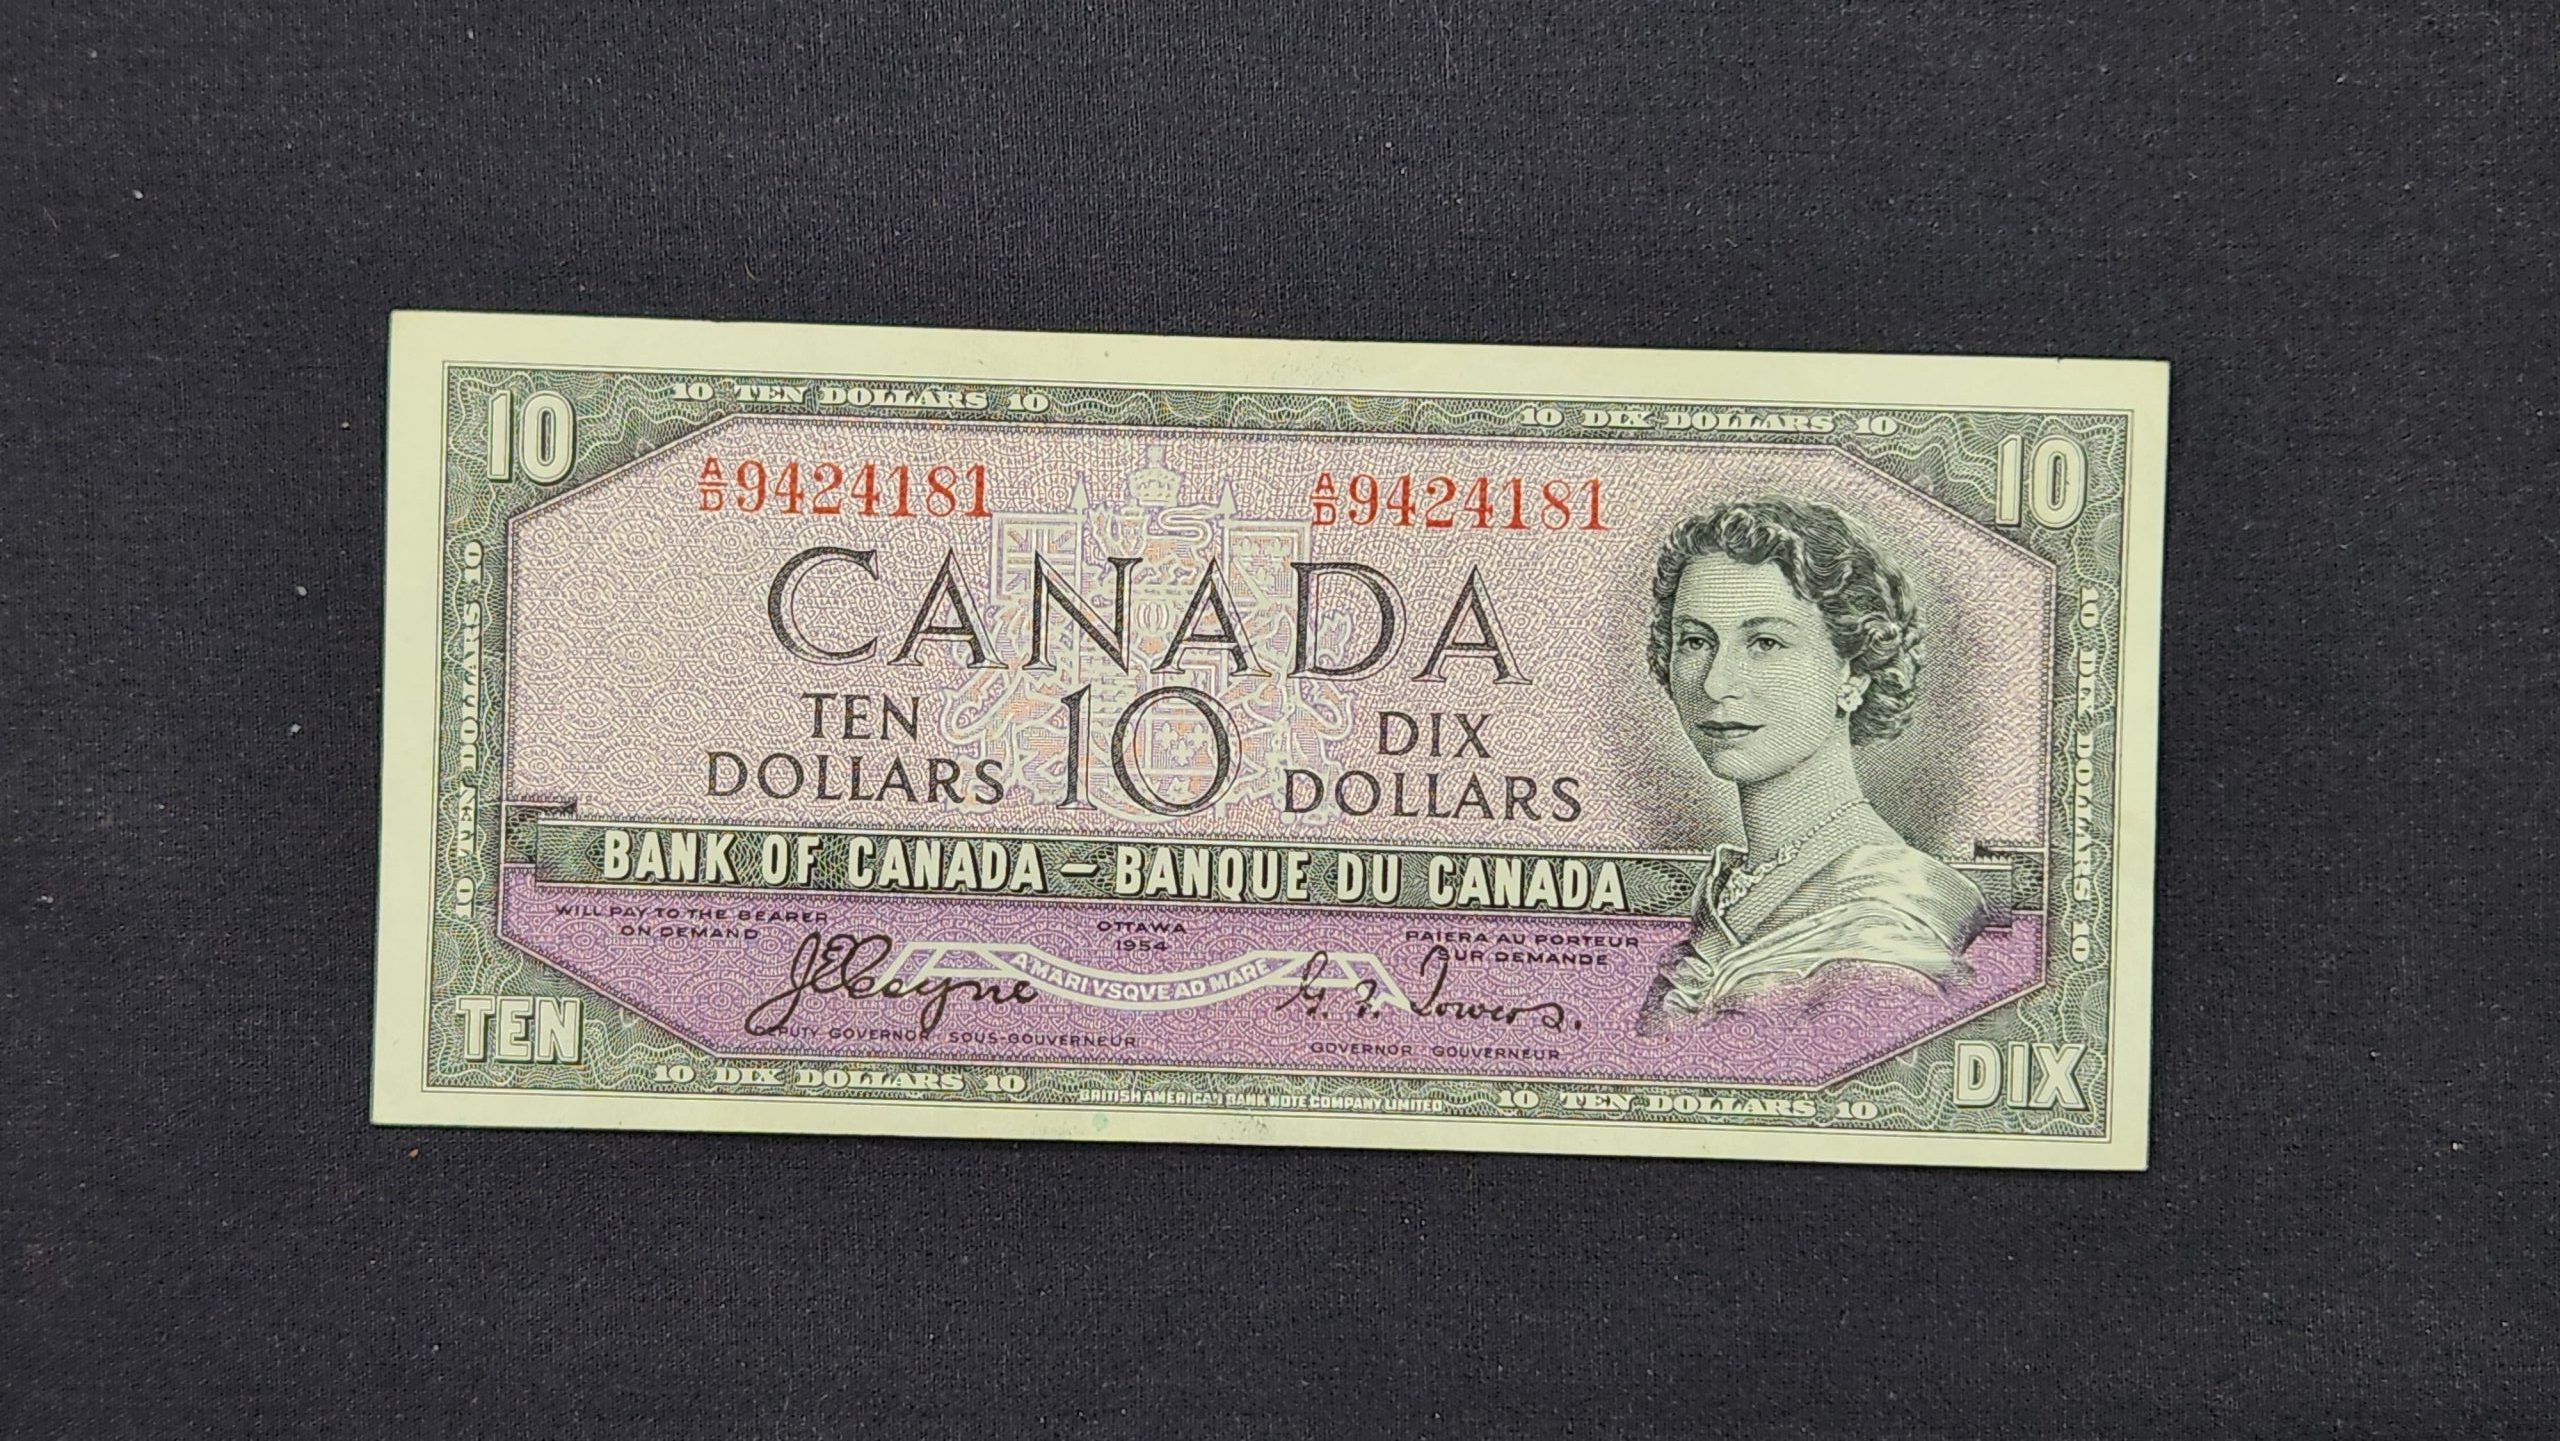 10 TEN DOLLARS 10
10 DIX DOLLARS 10
10
10
A/D 9424181
A/D 9424181
CANADA
TEN DOLLARS
10
DIX DOLLARS
10 TEN DOLLARS 10
10 DIX DOLLARS 10
BANK OF CANADA – BANQUE DU CANADA
WILL PAY TO THE BEARER
ON DEMAND
OTTAWA
1954
PAIERA AU PORTEUR
SUR DEMANDE
J E Coyne
A MARI VSQVE AD MARE
G. F. Towers.
DEPUTY GOVERNOR SOUS-GOUVERNEUR
GOVERNOR GOUVERNEUR
TEN
DIX
10 DIX DOLLARS 10
BRITISH AMERICAN BANK NOTE COMPANY LIMITED
10 TEN DOLLARS 10